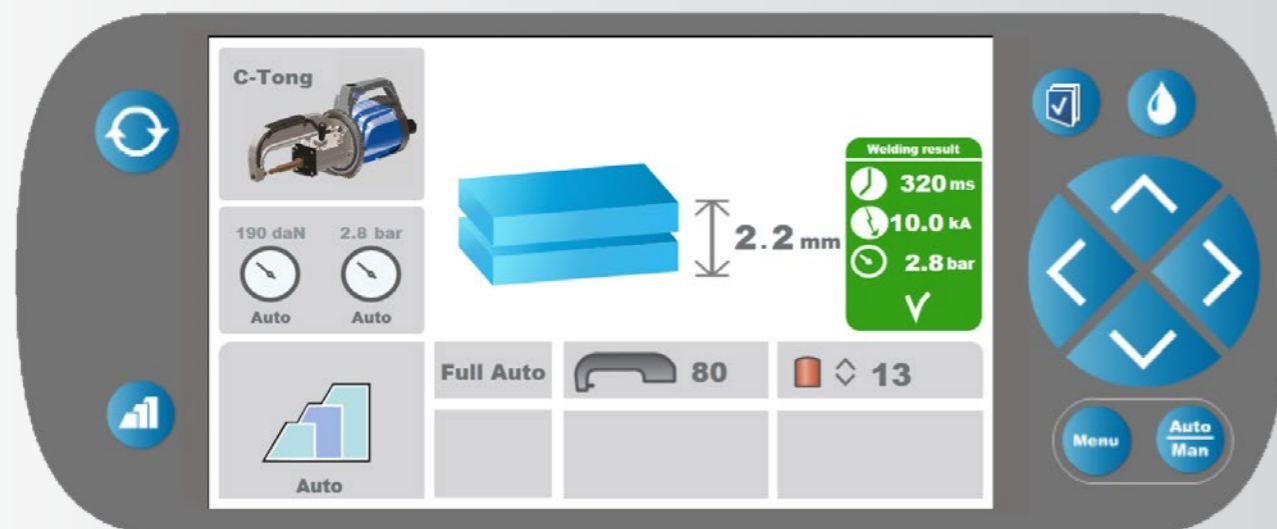 C-Tong
190 daN 2.8 bar
Auto Auto
Auto
2.2 mm
Welding result
320 ms
10.0 kA
2.8 bar
Full Auto 80 13
Menu
Auto
Man